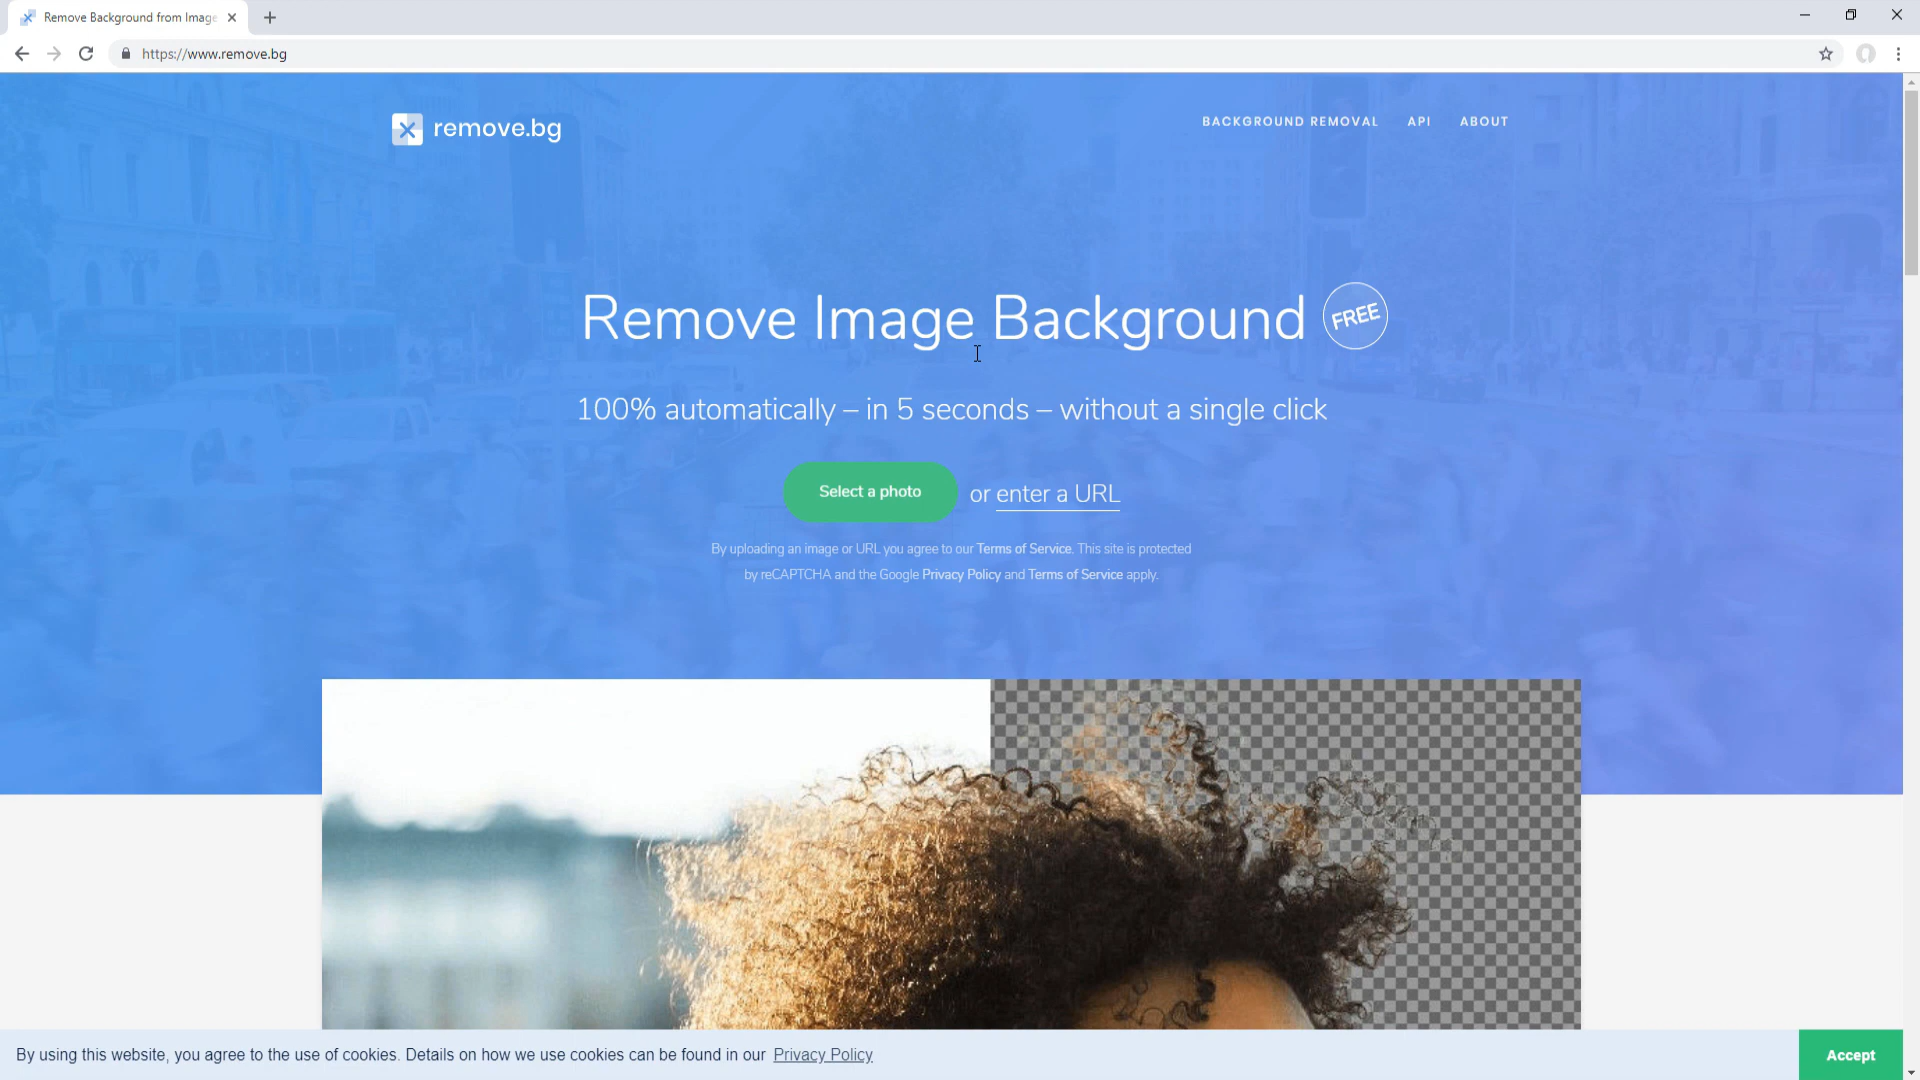 Remove Background from Image
https://www.remove.bg
remove.bg
BACKGROUND REMOVAL API ABOUT
Remove Image Background FREE
100% automatically – in 5 seconds – without a single click
Select a photo or enter a URL
By uploading an image or URL you agree to our Terms of Service. This site is protected
by reCAPTCHA and the Google Privacy Policy and Terms of Service apply.
By using this website, you agree to the use of cookies. Details on how we use cookies can be found in our Privacy Policy
Accept